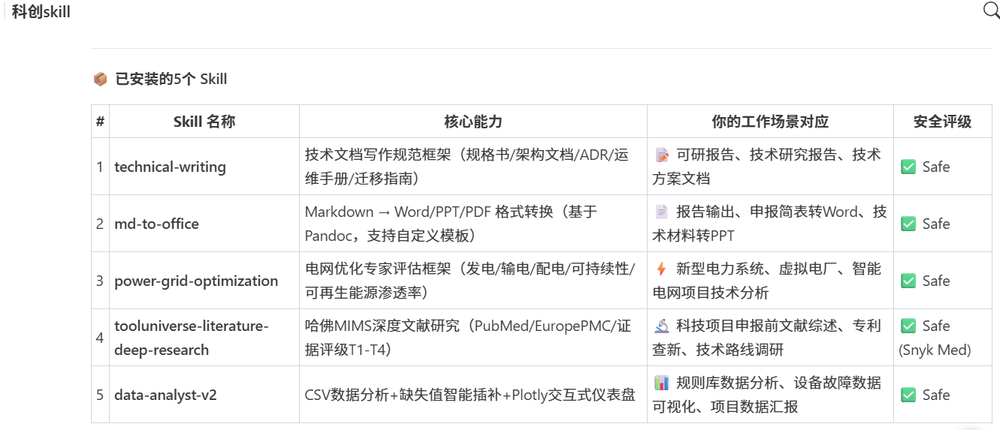 科创skill
📦 已安装的5个 Skill
# Skill 名称 核心能力 你的工作场景对应 安全评级
1 technical-writing
技术文档写作规范框架（规格书/架构文档/ADR/运
维手册/迁移指南）
📝 可研报告、技术研究报告、技术
方案文档
✅ Safe
2 md-to-office
Markdown → Word/PPT/PDF 格式转换（基于
Pandoc，支持自定义模板）
📄 报告输出、申报简表转Word、技
术材料转PPT
✅ Safe
3 power-grid-optimization
电网优化专家评估框架（发电/输电/配电/可持续性/
可再生能源渗透率）
⚡ 新型电力系统、虚拟电厂、智能
电网项目技术分析
✅ Safe
4 tooluniverse-literature-
deep-research
哈佛MIMS深度文献研究（PubMed/EuropePMC/证
据评级T1-T4）
🔬 科技项目申报前文献综述、专利
查新、技术路线调研
✅ Safe
(Snyk Med)
5 data-analyst-v2
CSV数据分析+缺失值智能插补+Plotly交互式仪表盘
📊 规则库数据分析、设备故障数据
可视化、项目数据汇报
✅ Safe